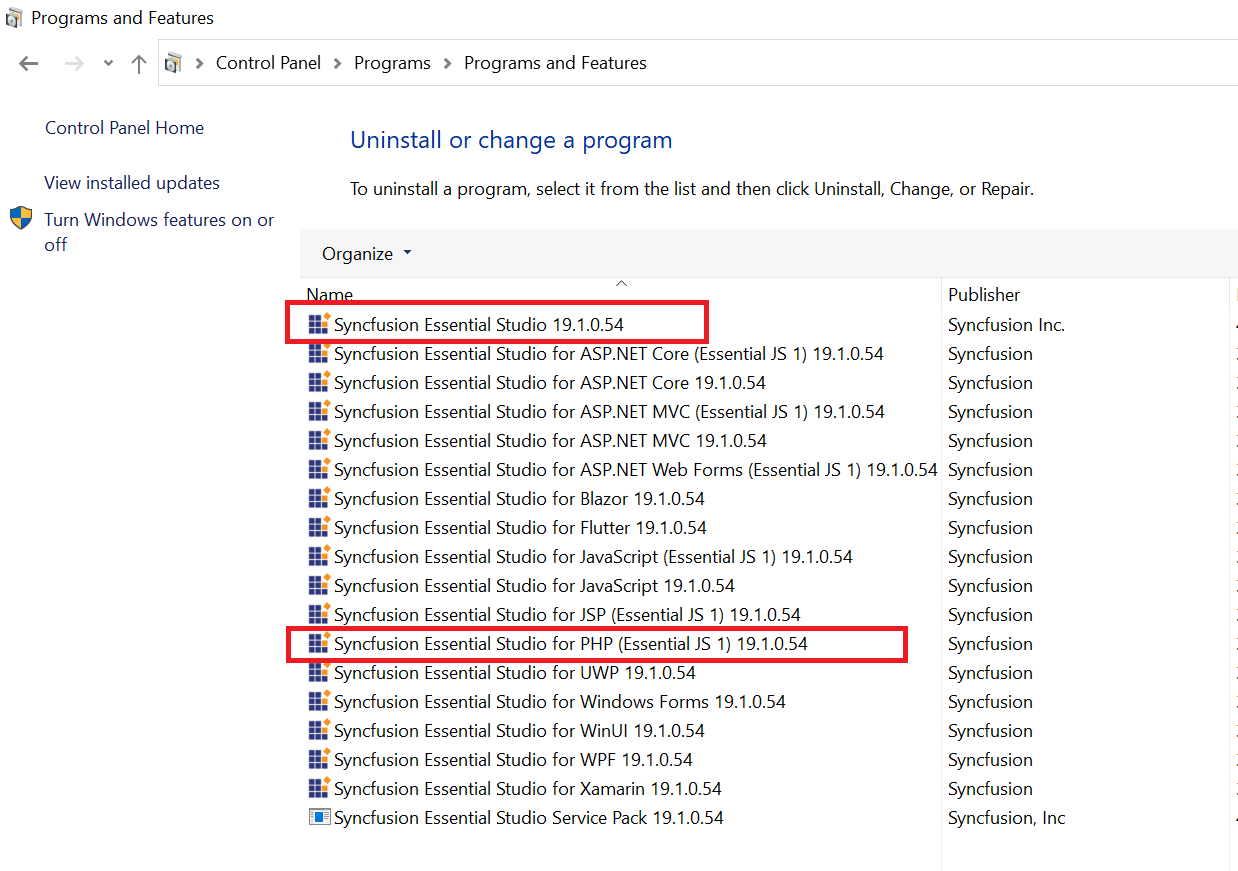 Programs and Features
Control Panel > Programs > Programs and Features
Control Panel Home
View installed updates
Turn Windows features on or
off
Uninstall or change a program
To uninstall a program, select it from the list and then click Uninstall, Change, or Repair.
Organize
Name Publisher
Syncfusion Essential Studio 19.1.0.54 Syncfusion Inc.
Syncfusion Essential Studio for ASP.NET Core (Essential JS 1) 19.1.0.54 Syncfusion
Syncfusion Essential Studio for ASP.NET Core 19.1.0.54 Syncfusion
Syncfusion Essential Studio for ASP.NET MVC (Essential JS 1) 19.1.0.54 Syncfusion
Syncfusion Essential Studio for ASP.NET MVC 19.1.0.54 Syncfusion
Syncfusion Essential Studio for ASP.NET Web Forms (Essential JS 1) 19.1.0.54 Syncfusion
Syncfusion Essential Studio for Blazor 19.1.0.54 Syncfusion
Syncfusion Essential Studio for Flutter 19.1.0.54 Syncfusion
Syncfusion Essential Studio for JavaScript (Essential JS 1) 19.1.0.54 Syncfusion
Syncfusion Essential Studio for JavaScript 19.1.0.54 Syncfusion
Syncfusion Essential Studio for JSP (Essential JS 1) 19.1.0.54 Syncfusion
Syncfusion Essential Studio for PHP (Essential JS 1) 19.1.0.54 Syncfusion
Syncfusion Essential Studio for UWP 19.1.0.54 Syncfusion
Syncfusion Essential Studio for Windows Forms 19.1.0.54 Syncfusion
Syncfusion Essential Studio for WinUI 19.1.0.54 Syncfusion
Syncfusion Essential Studio for WPF 19.1.0.54 Syncfusion
Syncfusion Essential Studio for Xamarin 19.1.0.54 Syncfusion
Syncfusion Essential Studio Service Pack 19.1.0.54 Syncfusion, Inc